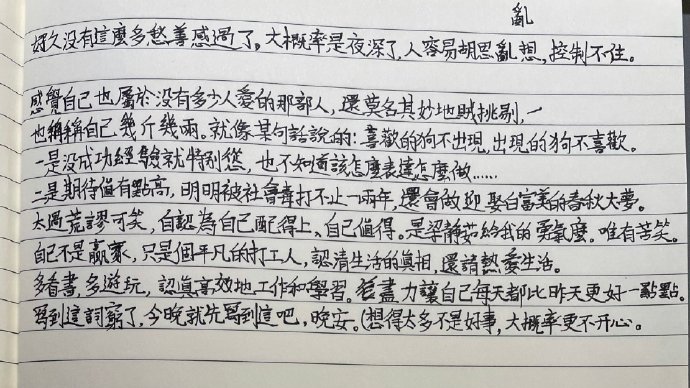 亂
好久没有這麼多愁善感過了。大概率是夜深了,人容易胡思亂想,控制不住。
感覺自己也屬於没有多少人愛的那部人,還莫名其妙地賊挑剔,
也稱稱自己幾斤幾兩。就像某句話說的:喜歡的狗不出現,出現的狗不喜歡。
一是没成功經驗就特別慫,也不知道該怎麼表達怎麼做……
二是期待值有點高,明明被社會毒打不止一兩年,還會做迎娶白富美的春秋大夢。
太過荒謬可笑,自認為自己配得上、自己值得。是梁靜茹給我的勇氣麼。唯有苦笑。
自己不是贏家,只是個平凡的打工人,認清生活的真相,還請熱愛生活。
多看書,多遊玩,認真高效地工作和學習。盡力讓自己每天都比昨天更好一點點。
寫到這詞窮了,今晚就先寫到這吧,晚安。(想得太多不是好事,大概率更不开心。